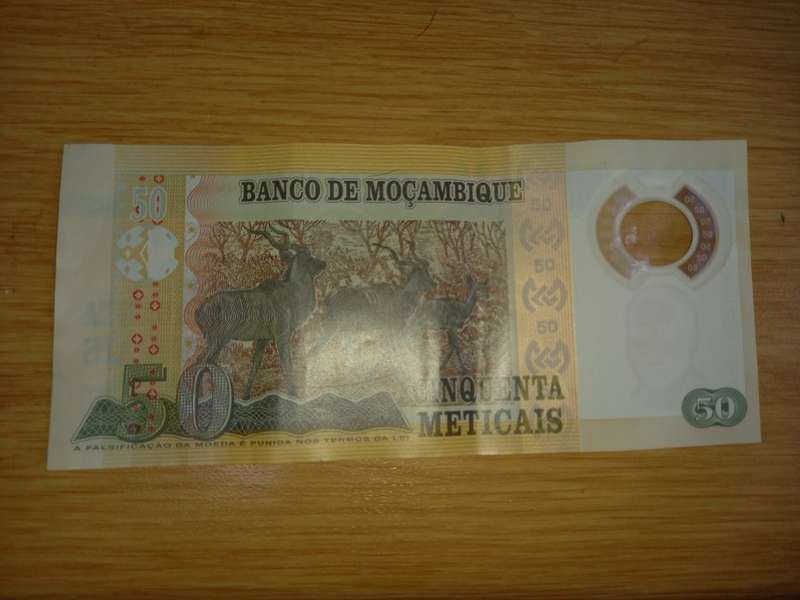 BANCO DE MOÇAMBIQUE
50
50
50
50
50
CINQUENTA
METICAIS
50
A FALSIFICAÇÃO DA MOEDA É PUNIDA NOS TERMOS DA LEI